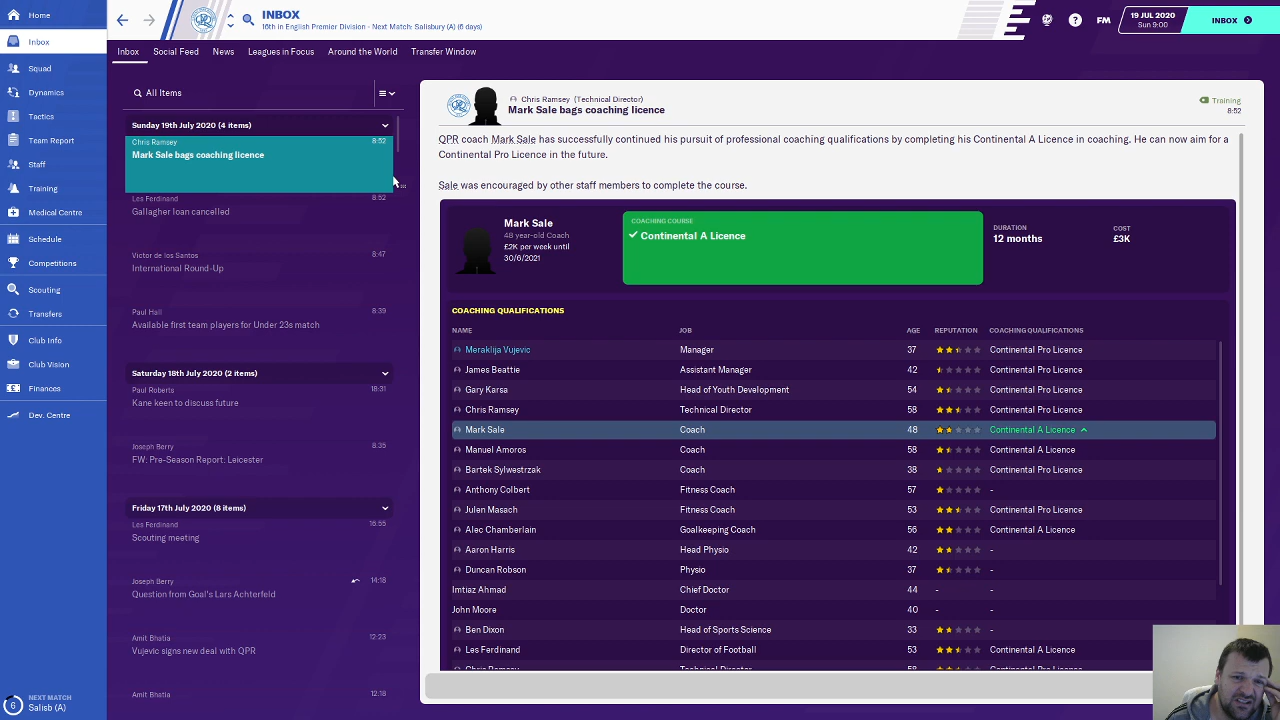 Home
Inbox
Squad
Dynamics
Tactics
Team Report
Staff
Training
Medical Centre
Schedule
Competitions
Scouting
Transfers
Club Info
Club Vision
Finances
Dev. Centre
6
NEXT MATCH
Salisb (A)
INBOX
16th in English Premier Division - Next Match: Salisbury (A) (6 days)
?
FM
19 JUL 2020
Sun 9:00
INBOX
Inbox
Social Feed
News
Leagues in Focus
Around the World
Transfer Window
All Items
Sunday 19th July 2020 (4 items)
Chris Ramsey 8:52
Mark Sale bags coaching licence
Les Ferdinand 8:52
Gallagher loan cancelled
Victor de los Santos 8:47
International Round-Up
Paul Hall 8:39
Available first team players for Under 23s match
Saturday 18th July 2020 (2 items)
Paul Roberts 18:31
Kane keen to discuss future
Joseph Berry 8:35
FW: Pre-Season Report: Leicester
Friday 17th July 2020 (8 items)
Les Ferdinand 16:55
Scouting meeting
Joseph Berry 14:18
Question from Goal's Lars Achterfeld
Amit Bhatia 12:23
Vujevic signs new deal with QPR
Amit Bhatia 12:18
Chris Ramsey (Technical Director)
Mark Sale bags coaching licence
Training
8:52
QPR coach Mark Sale has successfully continued his pursuit of professional coaching qualifications by completing his Continental A Licence in coaching. He can now aim for a
Continental Pro Licence in the future.
Sale was encouraged by other staff members to complete the course.
Mark Sale
48 year-old Coach
£2K per week until
30/6/2021
COACHING COURSE
Continental A Licence
DURATION
12 months
COST
£3K
COACHING QUALIFICATIONS
NAME JOB AGE REPUTATION COACHING QUALIFICATIONS
Meraklija Vujevic Manager 37 Continental Pro Licence
James Beattie Assistant Manager 42 Continental Pro Licence
Gary Karsa Head of Youth Development 54 Continental Pro Licence
Chris Ramsey Technical Director 58 Continental Pro Licence
Mark Sale Coach 48 Continental A Licence
Manuel Amoros Coach 58 Continental A Licence
Bartek Sylwestrzak Coach 38 Continental Pro Licence
Anthony Colbert Fitness Coach 57 -
Julen Masach Fitness Coach 53 Continental Pro Licence
Alec Chamberlain Goalkeeping Coach 56 Continental A Licence
Aaron Harris Head Physio 42 -
Duncan Robson Physio 37 -
Imtiaz Ahmad Chief Doctor 44 - -
John Moore Doctor 40 - -
Ben Dixon Head of Sports Science 33 -
Les Ferdinand Director of Football 53 Continental A Licence
Chris Ramsey Technical Director 58 Continental Pro Licence